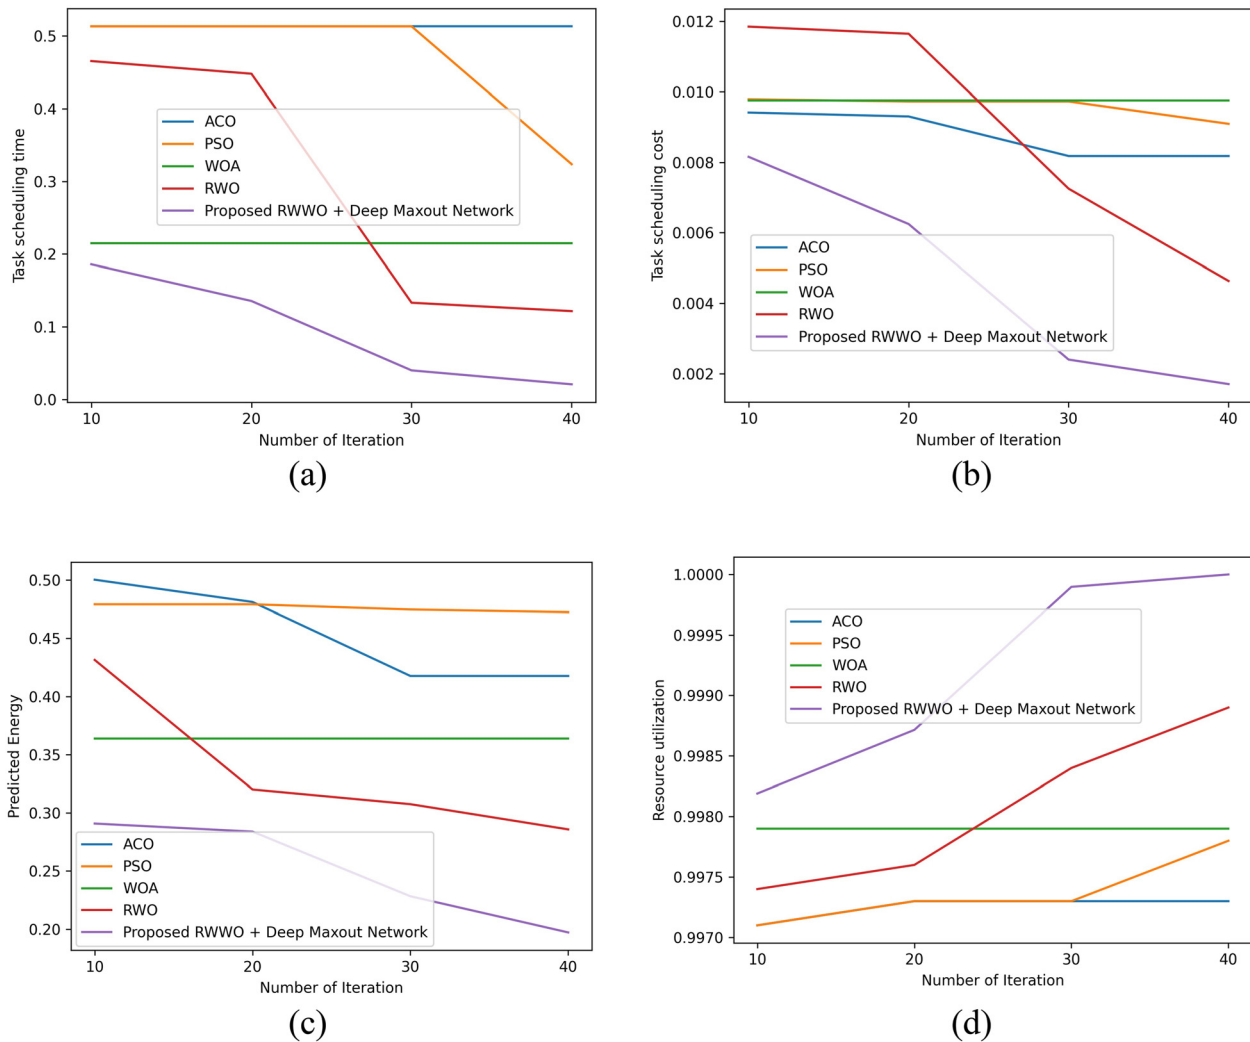 0.5
0.4
0.3
0.2
0.1
0.0
Task scheduling time
ACO
PSO
WOA
RWO
Proposed RWWO + Deep Maxout Network
10 20 30 40
Number of Iteration
(a)
0.012
0.010
0.008
0.006
0.004
0.002
Task scheduling cost
ACO
PSO
WOA
RWO
Proposed RWWO + Deep Maxout Network
10 20 30 40
Number of Iteration
(b)
0.50
0.45
0.40
0.35
0.30
0.25
0.20
Predicted Energy
ACO
PSO
WOA
RWO
Proposed RWWO + Deep Maxout Network
10 20 30 40
Number of Iteration
(c)
1.0000
0.9995
0.9990
0.9985
0.9980
0.9975
0.9970
Resource utilization
ACO
PSO
WOA
RWO
Proposed RWWO + Deep Maxout Network
10 20 30 40
Number of Iteration
(d)